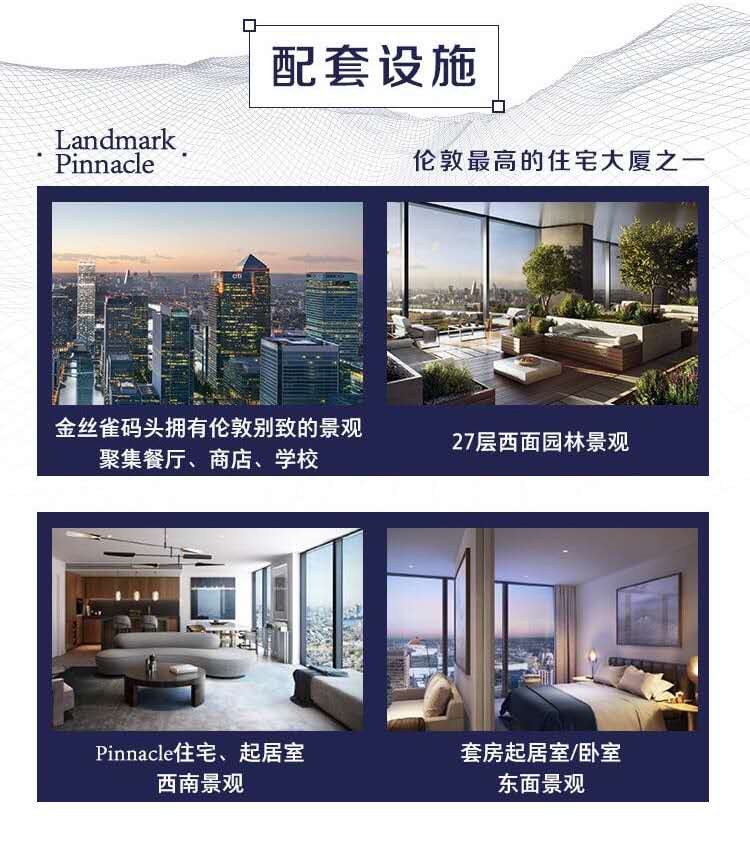 配套设施
Landmark
Pinnacle
伦敦最高的住宅大厦之一
citi
金丝雀码头拥有伦敦别致的景观
聚集餐厅、商店、学校
27层西面园林景观
Pinnacle住宅、起居室
西南景观
套房起居室/卧室
东面景观